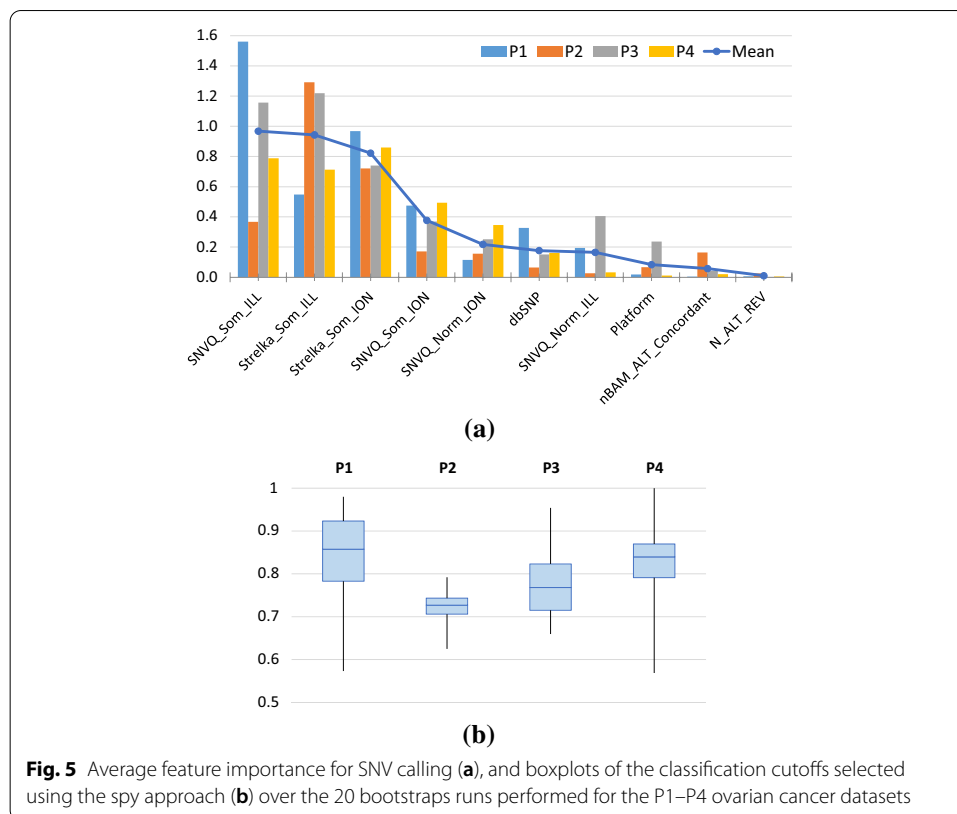 1.6
P1 P2 P3 P4 Mean
1.4
1.2
1.0
0.8
0.6
0.4
0.2
0.0
SNVQ_Som_ILL
Strelka_Som_ILL
Strelka_Som_ION
SNVQ_Som_ION
SNVQ_Norm_ION
dbSNP
SNVQ_Norm_ILL
Platform
nBAM_ALT_Concordant
N_ALT_REV
(a)
P1 P2 P3 P4
1
0.9
0.8
0.7
0.6
0.5
(b)
Fig. 5 Average feature importance for SNV calling (a), and boxplots of the classification cutoffs selected
using the spy approach (b) over the 20 bootstraps runs performed for the P1–P4 ovarian cancer datasets